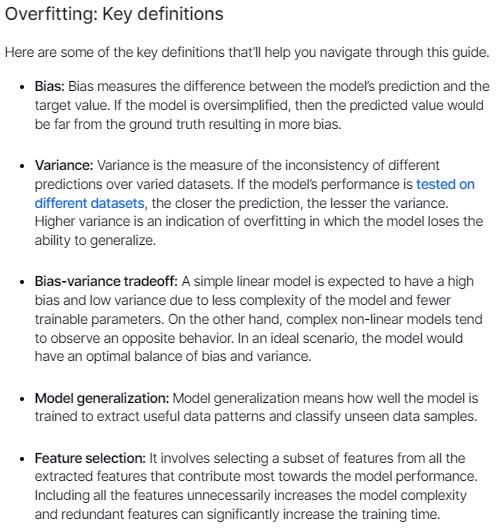 Overfitting: Key definitions
Here are some of the key definitions that'll help you navigate through this guide.
• Bias: Bias measures the difference between the model's prediction and the
target value. If the model is oversimplified, then the predicted value would
be far from the ground truth resulting in more bias.
• Variance: Variance is the measure of the inconsistency of different
predictions over varied datasets. If the model's performance is tested on
different datasets, the closer the prediction, the lesser the variance.
Higher variance is an indication of overfitting in which the model loses the
ability to generalize.
• Bias-variance tradeoff: A simple linear model is expected to have a high
bias and low variance due to less complexity of the model and fewer
trainable parameters. On the other hand, complex non-linear models tend
to observe an opposite behavior. In an ideal scenario, the model would
have an optimal balance of bias and variance.
• Model generalization: Model generalization means how well the model is
trained to extract useful data patterns and classify unseen data samples.
• Feature selection: It involves selecting a subset of features from all the
extracted features that contribute most towards the model performance.
Including all the features unnecessarily increases the model complexity
and redundant features can significantly increase the training time.